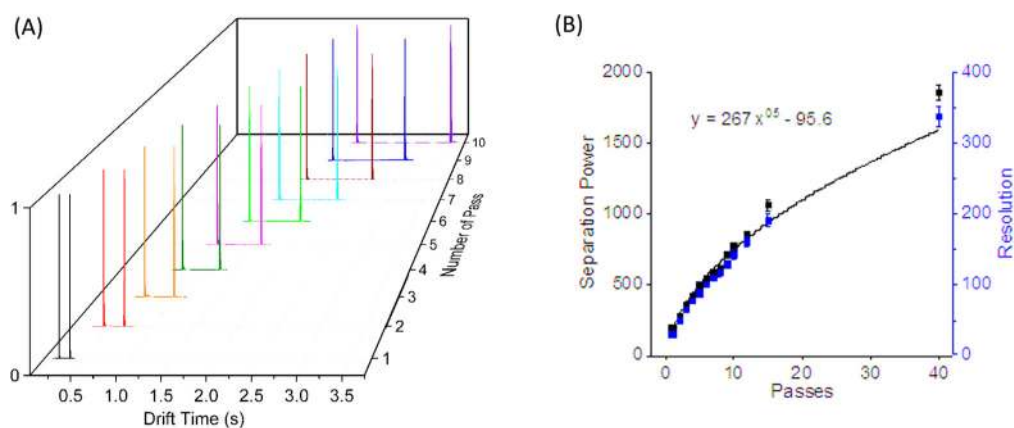 (A)
1
0
0.5 1.0 1.5 2.0 2.5 3.0 3.5
Drift Time (s)
1
2
3
4
5
6
7
8
9
10
Number of Pass
(B)
2000
1500
1000
500
0
Separation Power
y = 267 x^05 - 95.6
400
300
200
100
0
Resolution
0 10 20 30 40
Passes